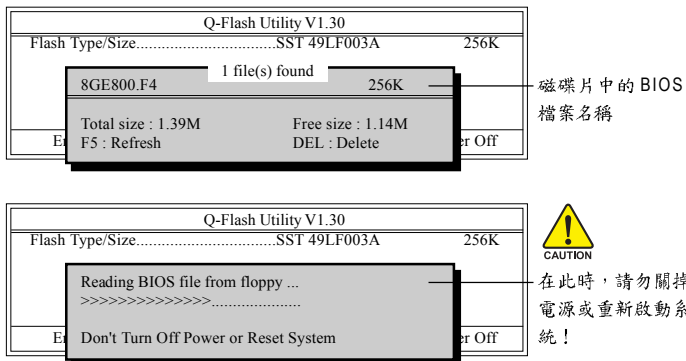 Q-Flash Utility V1.30
Flash Type/Size.................................SST 49LF003A 256K
1 file(s) found
8GE800.F4 256K
Total size : 1.39M Free size : 1.14M
F5 : Refresh DEL : Delete
er Off
磁碟片中的 BIOS
檔案名稱
Q-Flash Utility V1.30
Flash Type/Size.................................SST 49LF003A 256K
Reading BIOS file from floppy ...
>>>>>>>>>>>>>>.....................
Don't Turn Off Power or Reset System
er Off
CAUTION
在此時，請勿關掉
電源或重新啟動系
統！